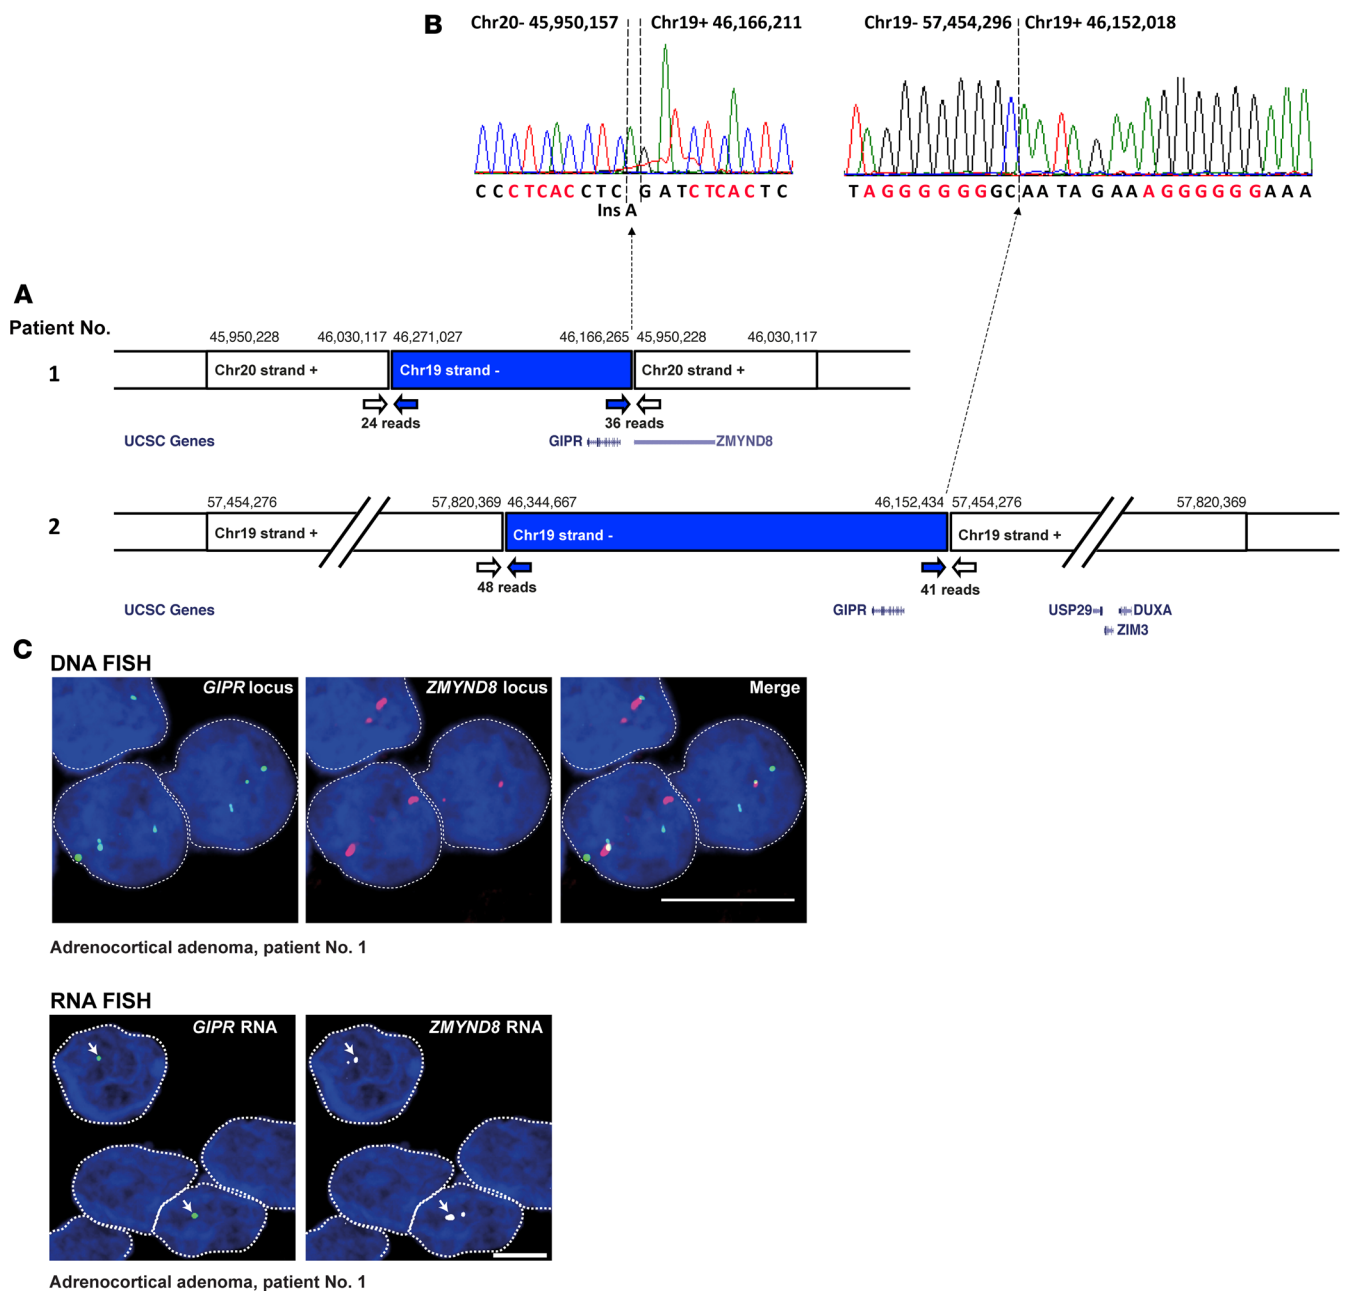 B
Chr20- 45,950,157 Chr19+ 46,166,211
Chr19- 57,454,296 Chr19+ 46,152,018
C C C T C A C C T C G A T C T C A C T C
Ins A
T A G G G G G G G C A A T A G A A A G G G G G G A A A
A
Patient No.
45,950,228 46,030,117 46,271,027 46,166,265 45,950,228 46,030,117
1
Chr20 strand + Chr19 strand - Chr20 strand +
24 reads 36 reads
UCSC Genes GIPR ZMYND8
57,454,276 57,820,369 46,344,667 46,152,434 57,454,276 57,820,369
2
Chr19 strand + Chr19 strand - Chr19 strand +
48 reads 41 reads
UCSC Genes GIPR USP29 DUXA
ZIM3
C
DNA FISH
GIPR locus ZMYND8 locus Merge
Adrenocortical adenoma, patient No. 1
RNA FISH
GIPR RNA ZMYND8 RNA
Adrenocortical adenoma, patient No. 1